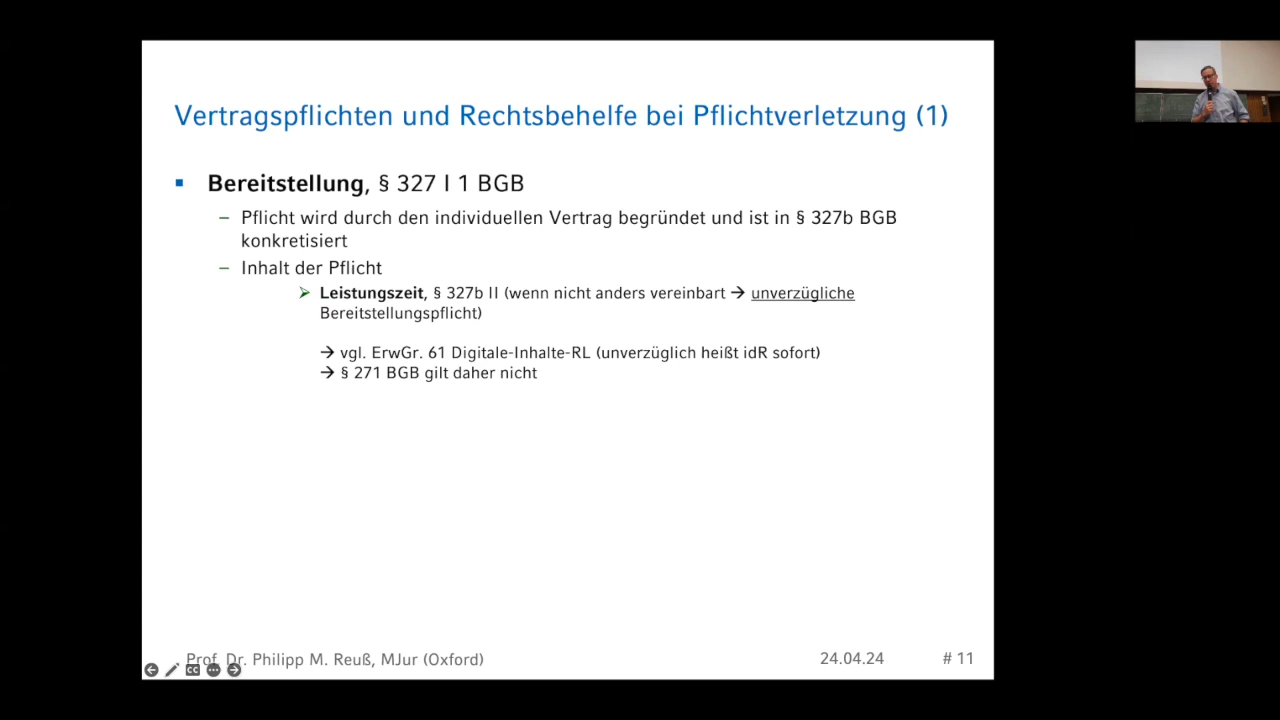 Vertragspflichten und Rechtsbehelfe bei Pflichtverletzung (1)
▪ Bereitstellung, § 327 I 1 BGB
– Pflicht wird durch den individuellen Vertrag begründet und ist in § 327b BGB
konkretisiert
– Inhalt der Pflicht
➢ Leistungszeit, § 327b II (wenn nicht anders vereinbart → unverzügliche
Bereitstellungspflicht)
→ vgl. ErwGr. 61 Digitale-Inhalte-RL (unverzüglich heißt idR sofort)
→ § 271 BGB gilt daher nicht
Prof. Dr. Philipp M. Reuß, MJur (Oxford)
24.04.24
# 11
CC